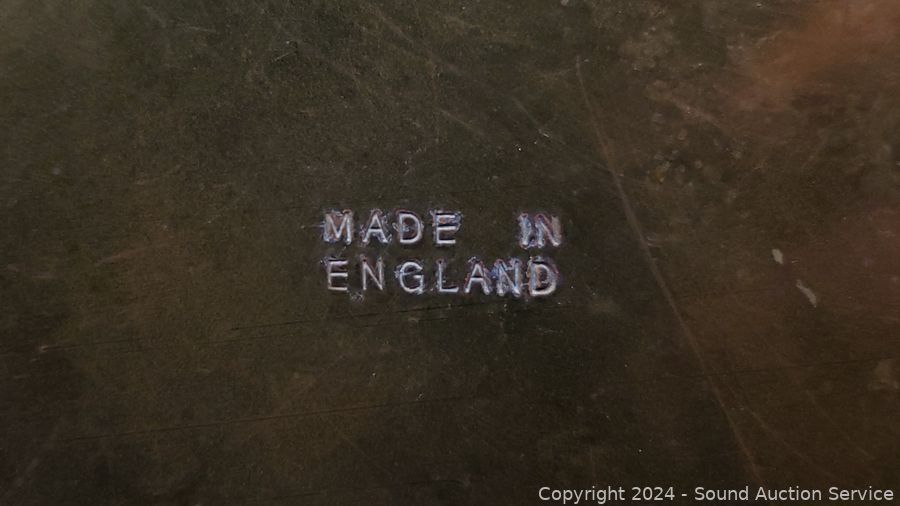 MADE IN
ENGLAND
Copyright © 2024 - Sound Auction Service